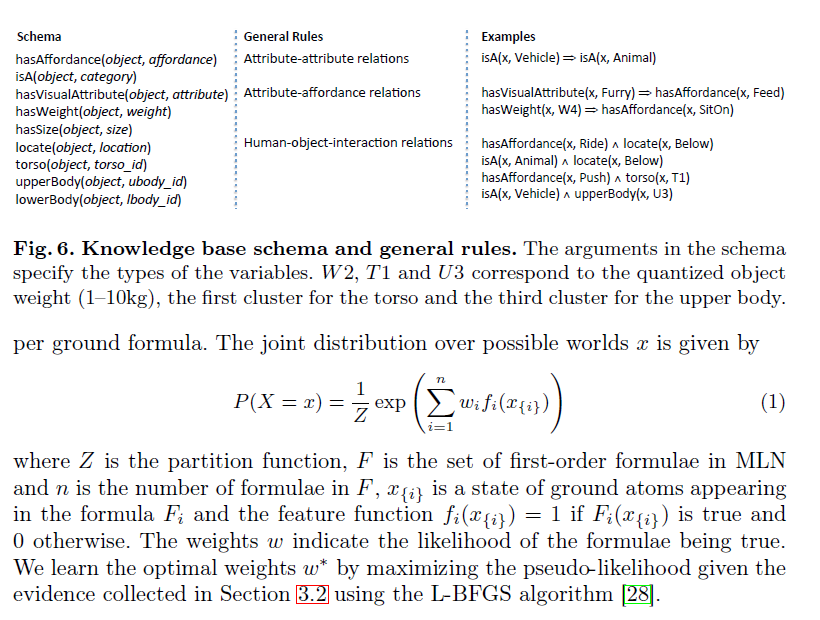 Schema General Rules Examples
hasAffordance(object, affordance) Attribute-attribute relations isA(x, Vehicle) ⇒ isA(x, Animal)
isA(object, category)
hasVisualAttribute(object, attribute) Attribute-affordance relations hasVisualAttribute(x, Furry) ⇒ hasAffordance(x, Feed)
hasWeight(object, weight) hasWeight(x, W4) ⇒ hasAffordance(x, SitOn)
hasSize(object, size)
locate(object, location) Human-object-interaction relations hasAffordance(x, Ride) ∧ locate(x, Below)
torso(object, torso_id) isA(x, Animal) ∧ locate(x, Below)
upperBody(object, ubody_id) hasAffordance(x, Push) ∧ torso(x, T1)
lowerBody(object, lbody_id) isA(x, Vehicle) ∧ upperBody(x, U3)
Fig. 6. Knowledge base schema and general rules. The arguments in the schema
specify the types of the variables. W2, T1 and U3 correspond to the quantized object
weight (1–10kg), the first cluster for the torso and the third cluster for the upper body.
per ground formula. The joint distribution over possible worlds x is given by
P(X = x) = 1/Z exp ( ∑_{i=1}^{n} w_i f_i(x_{i}) ) (1)
where Z is the partition function, F is the set of first-order formulae in MLN
and n is the number of formulae in F, x_{i} is a state of ground atoms appearing
in the formula F_i and the feature function f_i(x_{i}) = 1 if F_i(x_{i}) is true and
0 otherwise. The weights w indicate the likelihood of the formulae being true.
We learn the optimal weights w* by maximizing the pseudo-likelihood given the
evidence collected in Section 3.2 using the L-BFGS algorithm [28].